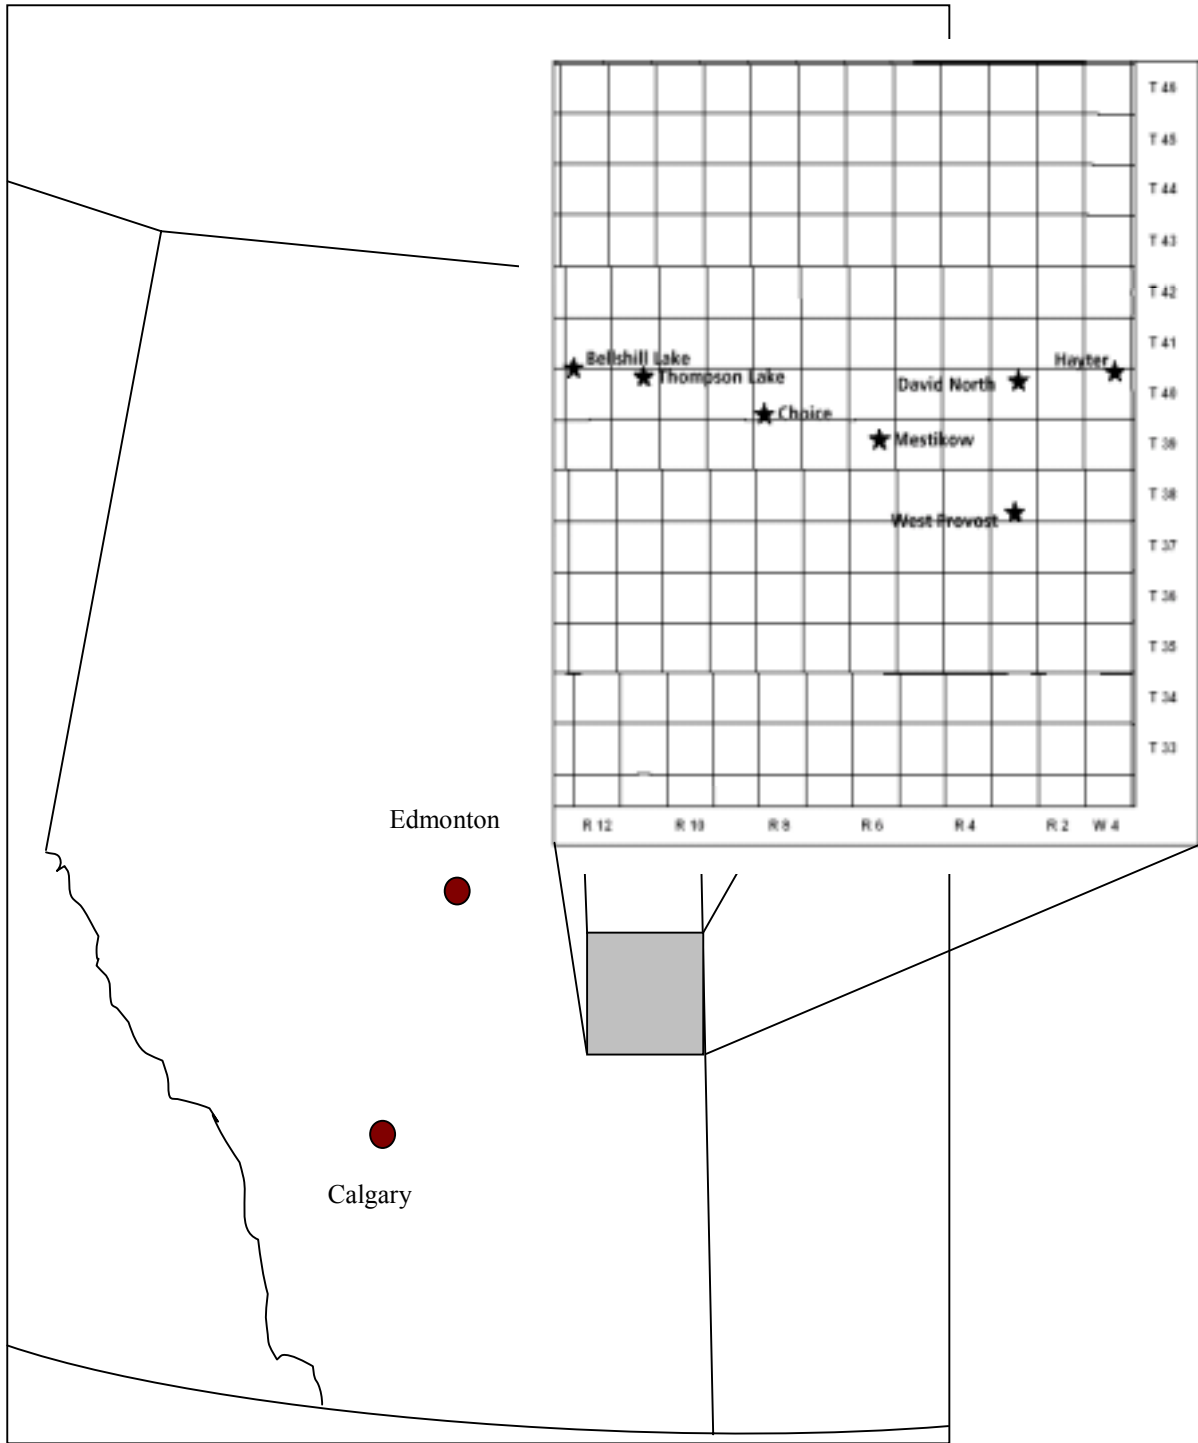 T 46
T 45
T 44
T 43
T 42
T 41
Bellshill Lake
Hayter
Thompson Lake
David North
T 40
Choice
Mestikow
T 39
T 38
West Provost
T 37
T 36
T 35
T 34
T 33
R 12 R 10 R 8 R 6 R 4 R 2 W 4
Edmonton
Calgary